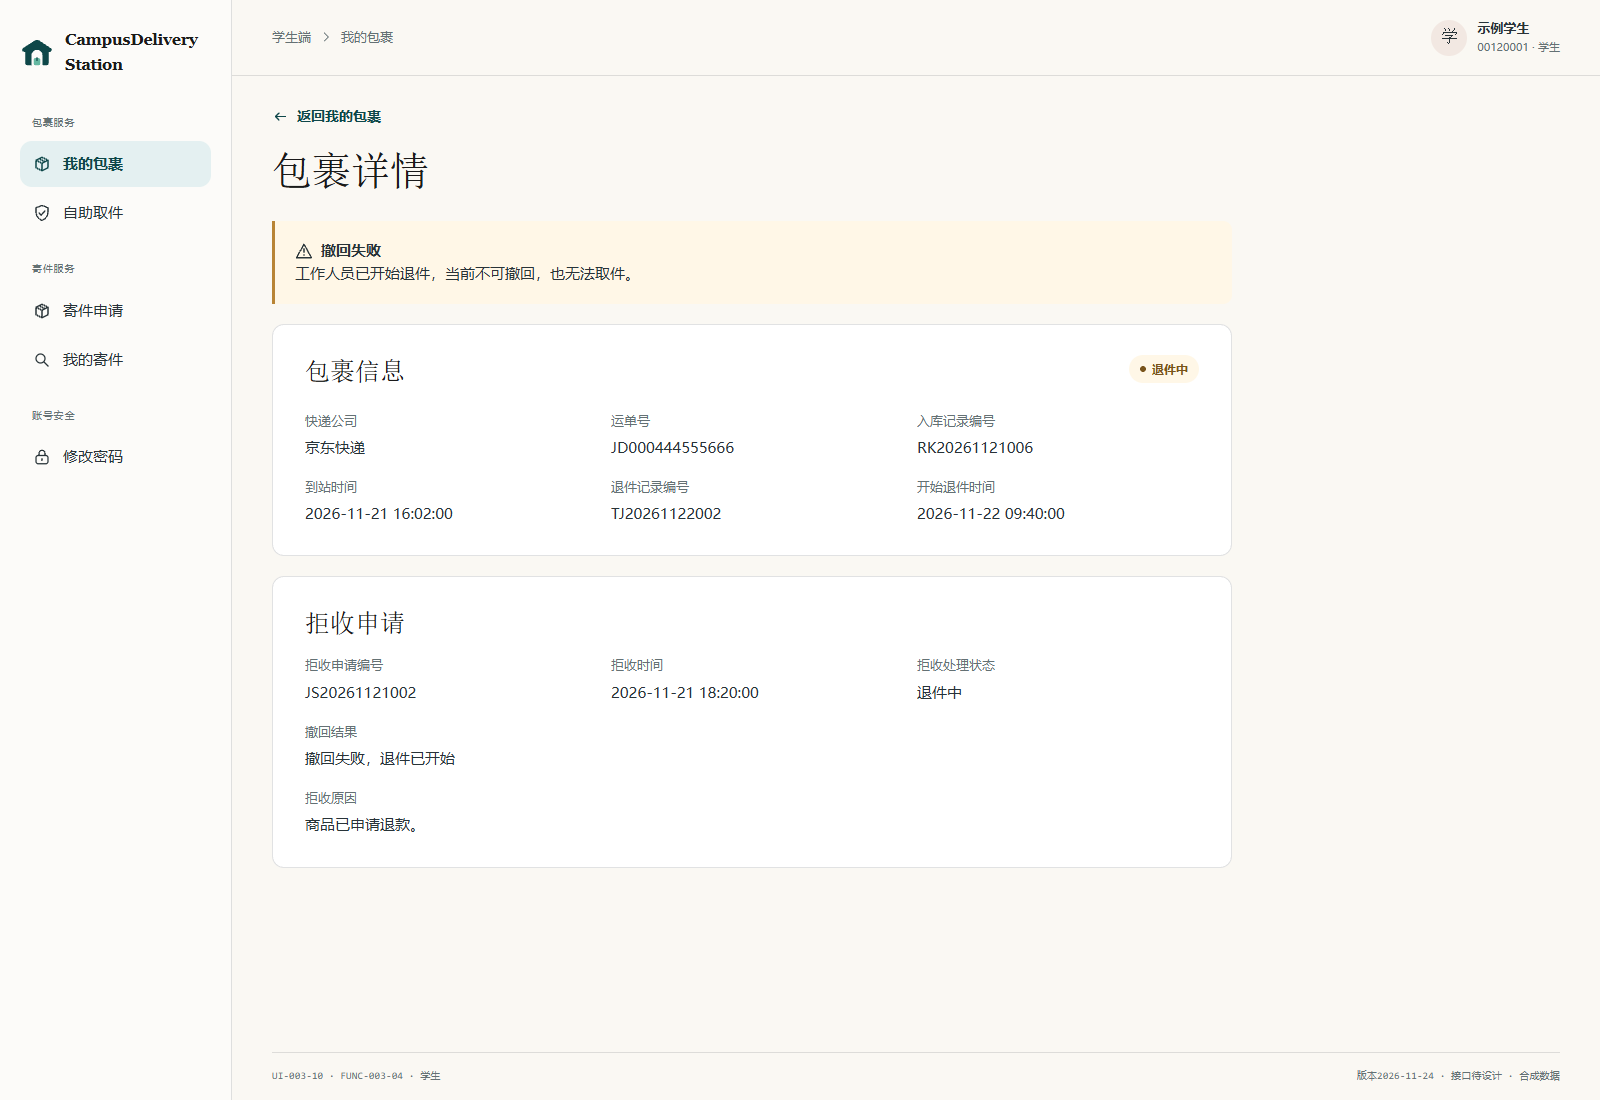 CampusDelivery
Station
包裹服务
我的包裹
自助取件
寄件服务
寄件申请
我的寄件
账号安全
修改密码
学生端 > 我的包裹
学
示例学生
00120001 · 学生
← 返回我的包裹
包裹详情
撤回失败
工作人员已开始退件，当前不可撤回，也无法取件。
包裹信息
退件中
快递公司
京东快递
运单号
JD000444555666
入库记录编号
RK20261121006
到站时间
2026-11-21 16:02:00
退件记录编号
TJ20261122002
开始退件时间
2026-11-22 09:40:00
拒收申请
拒收申请编号
JS20261121002
拒收时间
2026-11-21 18:20:00
拒收处理状态
退件中
撤回结果
撤回失败，退件已开始
拒收原因
商品已申请退款。
UI-003-10 · FUNC-003-04 · 学生
版本2026-11-24 · 接口待设计 · 合成数据